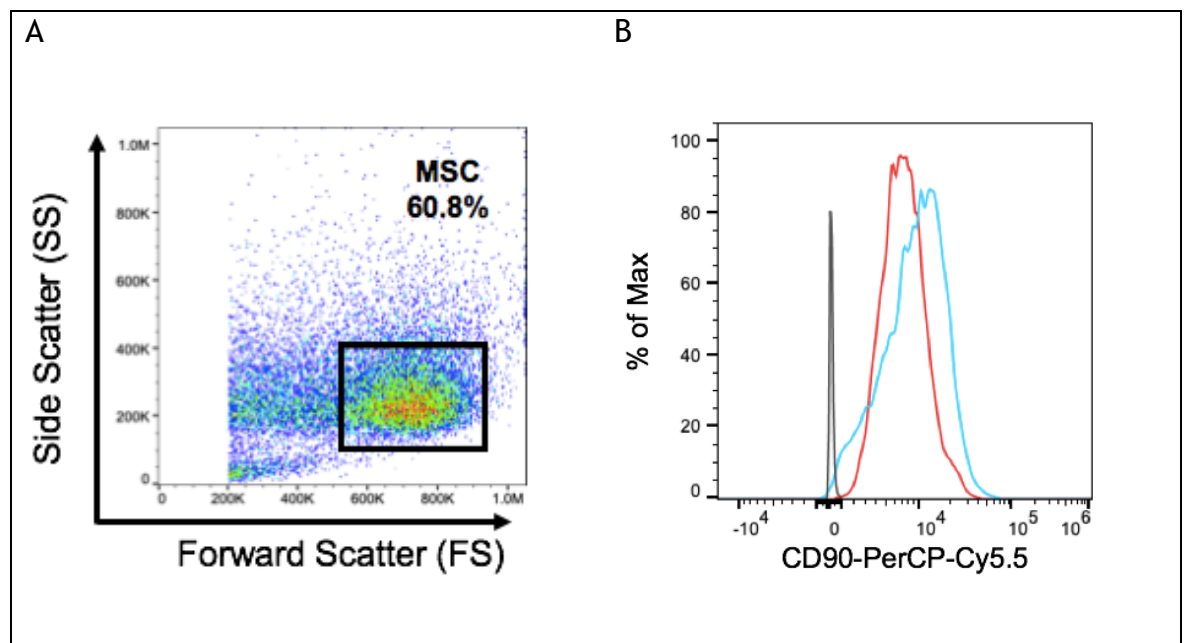 A
B
MSC
60.8%
1.0M
800K
600K
400K
200K
0
0 200K 400K 600K 800K 1.0M
Side Scatter (SS)
Forward Scatter (FS)
100
80
60
40
20
0
-10^4 0 10^4 10^5 10^6
% of Max
CD90-PerCP-Cy5.5